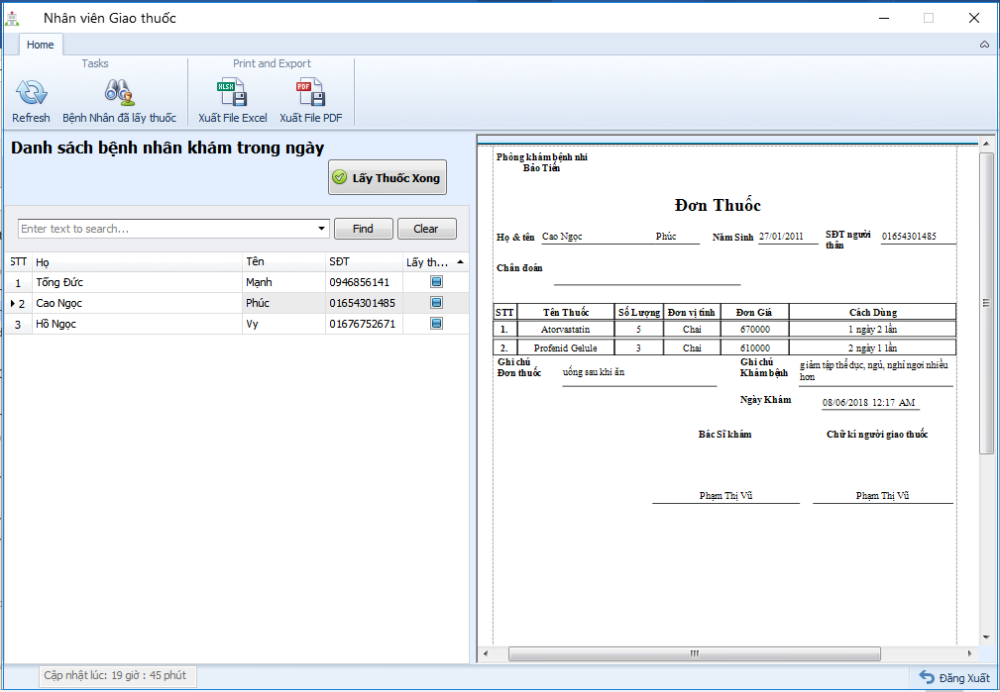 Nhân viên Giao thuốc
Home
Tasks
Print and Export
Refresh
Bệnh Nhân đã lấy thuốc
XLSX
Xuất File Excel
PDF
Xuất File PDF
Danh sách bệnh nhân khám trong ngày
Lấy Thuốc Xong
Enter text to search...
Find
Clear
STT Họ Tên SĐT Lấy th...
1 Tống Đức Mạnh 0946856141
2 Cao Ngọc Phúc 01654301485
3 Hồ Ngọc Vy 01676752671
Phòng khám bệnh nhi
Bảo Tiến
Đơn Thuốc
Họ & tên Cao Ngọc Phúc Năm Sinh 27/01/2011 SĐT người thân 01654301485
Chẩn đoán
STT Tên Thuốc Số Lượng Đơn vị tính Đơn Giá Cách Dùng
1. Atorvastatin 5 Chai 670000 1 ngày 2 lần
2. Profenid Gelule 3 Chai 610000 2 ngày 1 lần
Ghi chú
Đơn thuốc
uống sau khi ăn
Ghi chú
Khám bệnh
giảm tập thể dục, ngủ, nghỉ ngơi nhiều
hơn
Ngày Khám 08/06/2018 12:17 AM
Bác Sĩ khám Chữ kí người giao thuốc
Phạm Thị Vũ Phạm Thị Vũ
Cập nhật lúc: 19 giờ : 45 phút
Đăng Xuất